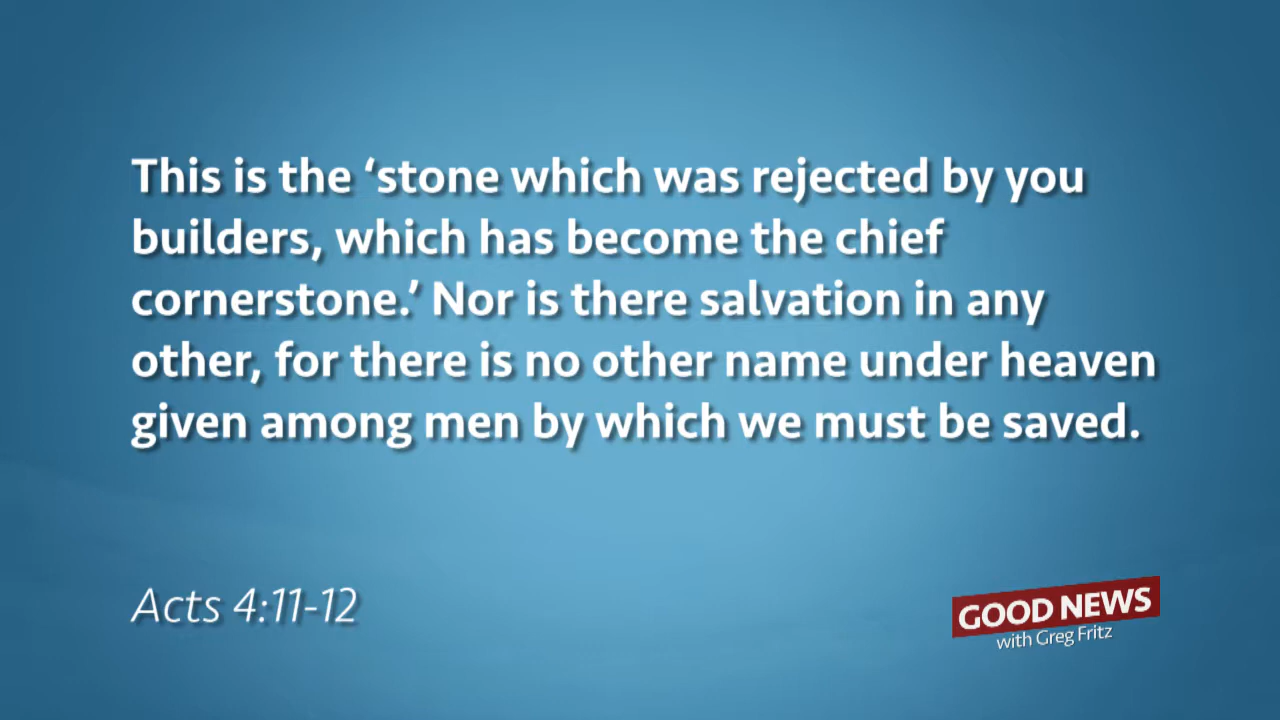 This is the ‘stone which was rejected by you
builders, which has become the chief
cornerstone.’ Nor is there salvation in any
other, for there is no other name under heaven
given among men by which we must be saved.
Acts 4:11-12
GOOD NEWS
with Greg Fritz